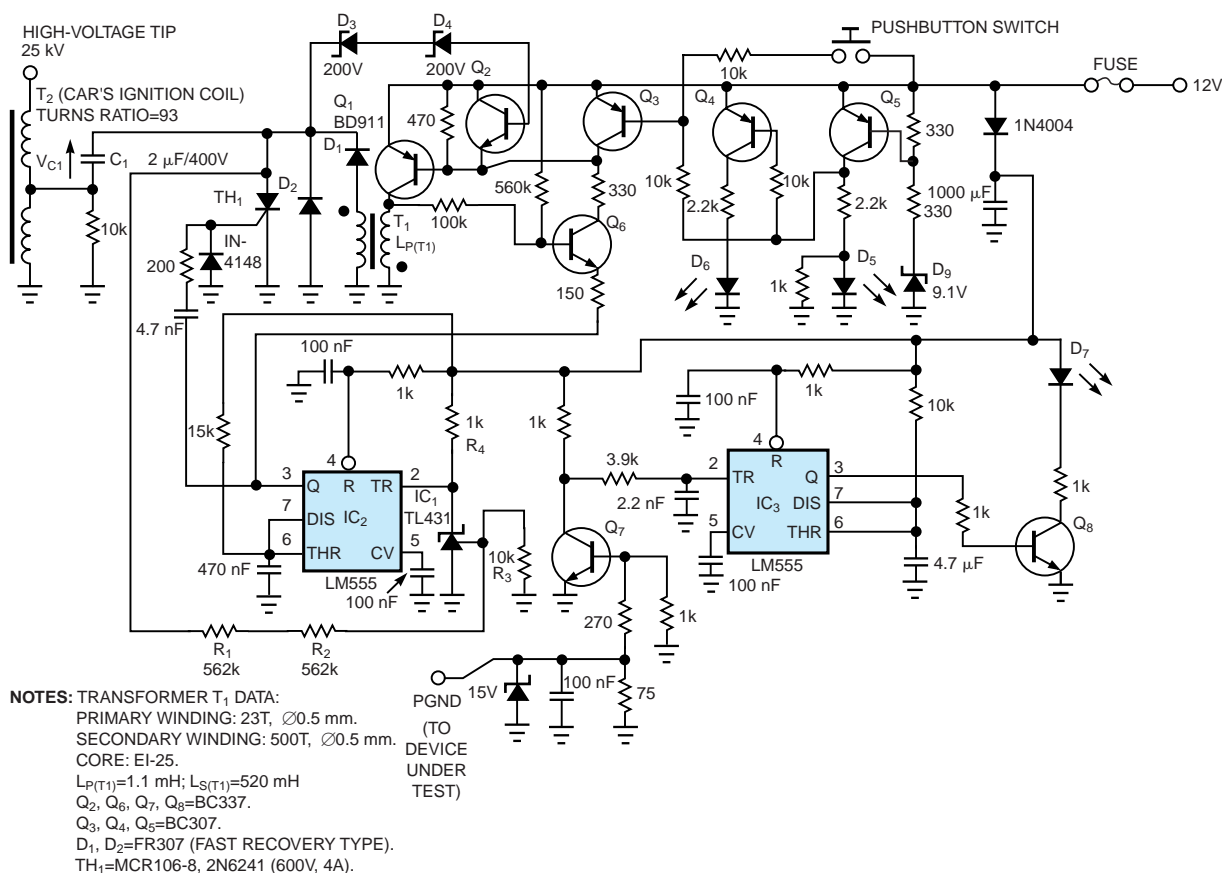 HIGH-VOLTAGE TIP
25 kV
T2 (CAR'S IGNITION COIL)
TURNS RATIO=93
VC1
C1
2 µF/400V
10k
TH1
D2
IN-
4148
200
4.7 nF
D3
200V
D4
200V
Q1
BD911
D1
T1
LP(T1)
100k
470
Q2
560k
Q3
330
Q6
150
10k
PUSHBUTTON SWITCH
10k
Q4
2.2k
10k
D6
Q5
2.2k
1k
D5
330
330
D9
9.1V
FUSE
12V
1N4004
1000 µF
15k
100 nF
1k
1k
R4
4
3
Q
R
TR
2
7
DIS
IC2
6
THR
CV
5
LM555
470 nF
100 nF
IC1
TL431
10k
R3
R1
562k
R2
562k
1k
3.9k
2.2 nF
Q7
270
1k
PGND
(TO
DEVICE
UNDER
TEST)
15V
100 nF
75
100 nF
1k
10k
4
R
2
TR
Q
3
IC3
DIS
7
5
CV
THR
6
LM555
100 nF
4.7 µF
1k
D7
1k
Q8
NOTES: TRANSFORMER T1 DATA:
PRIMARY WINDING: 23T, ∅0.5 mm.
SECONDARY WINDING: 500T, ∅0.5 mm.
CORE: EI-25.
LP(T1)=1.1 mH; LS(T1)=520 mH
Q2, Q6, Q7, Q8=BC337.
Q3, Q4, Q5=BC307.
D1, D2=FR307 (FAST RECOVERY TYPE).
TH1=MCR106-8, 2N6241 (600V, 4A).